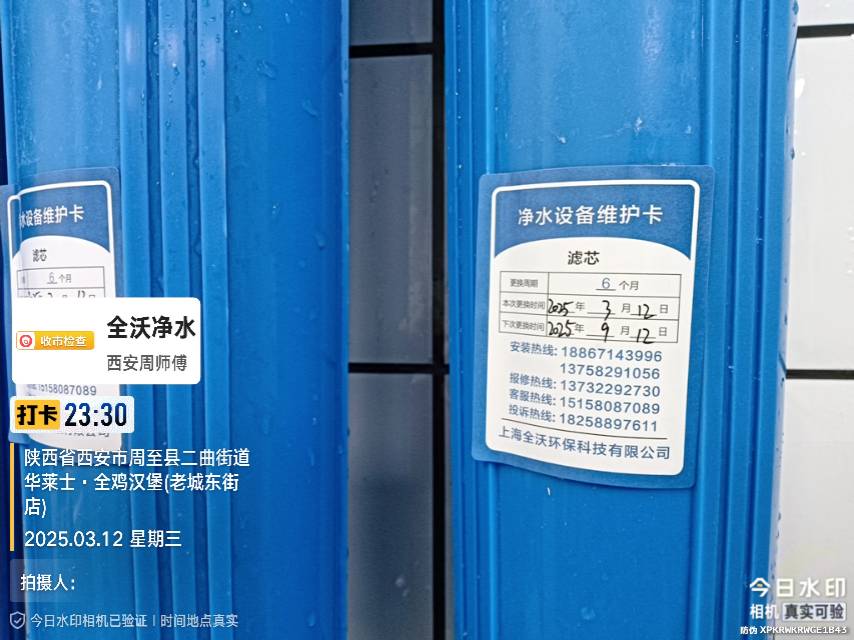 水设备维护卡
滤芯
6 个月
净水设备维护卡
滤芯
更换周期 6 个月
本次更换时间 2025 年 3 月 12 日
下次更换时间 2025 年 9 月 12 日
安装热线: 18867143996
13758291056
报修热线: 13732292730
客服热线: 15158087089
投诉热线: 18258897611
上海全沃环保科技有限公司
15158087089
收市检查
全沃净水
西安周师傅
打卡 23:30
陕西省西安市周至县二曲街道
华莱士·全鸡汉堡(老城东街
店)
2025.03.12 星期三
拍摄人:
今日水印相机已验证 | 时间地点真实
今日水印
相机 真实可验
防伪 XPKRWKRWGE1B43